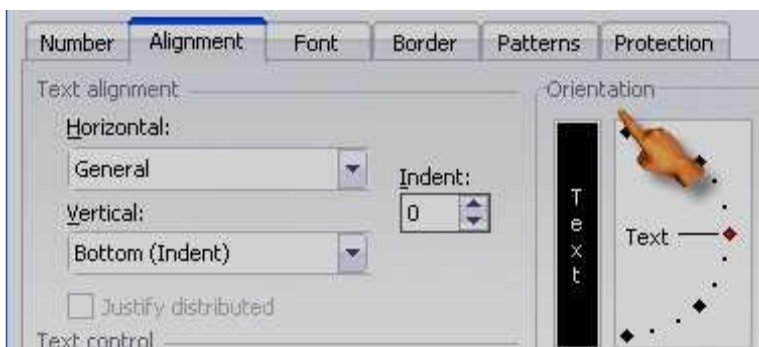 Number Alignment Font Border Patterns Protection
Text alignment
Orientation
Horizontal:
General
Indent:
0
Vertical:
Bottom (Indent)
Justify distributed
Text control
Text
Text